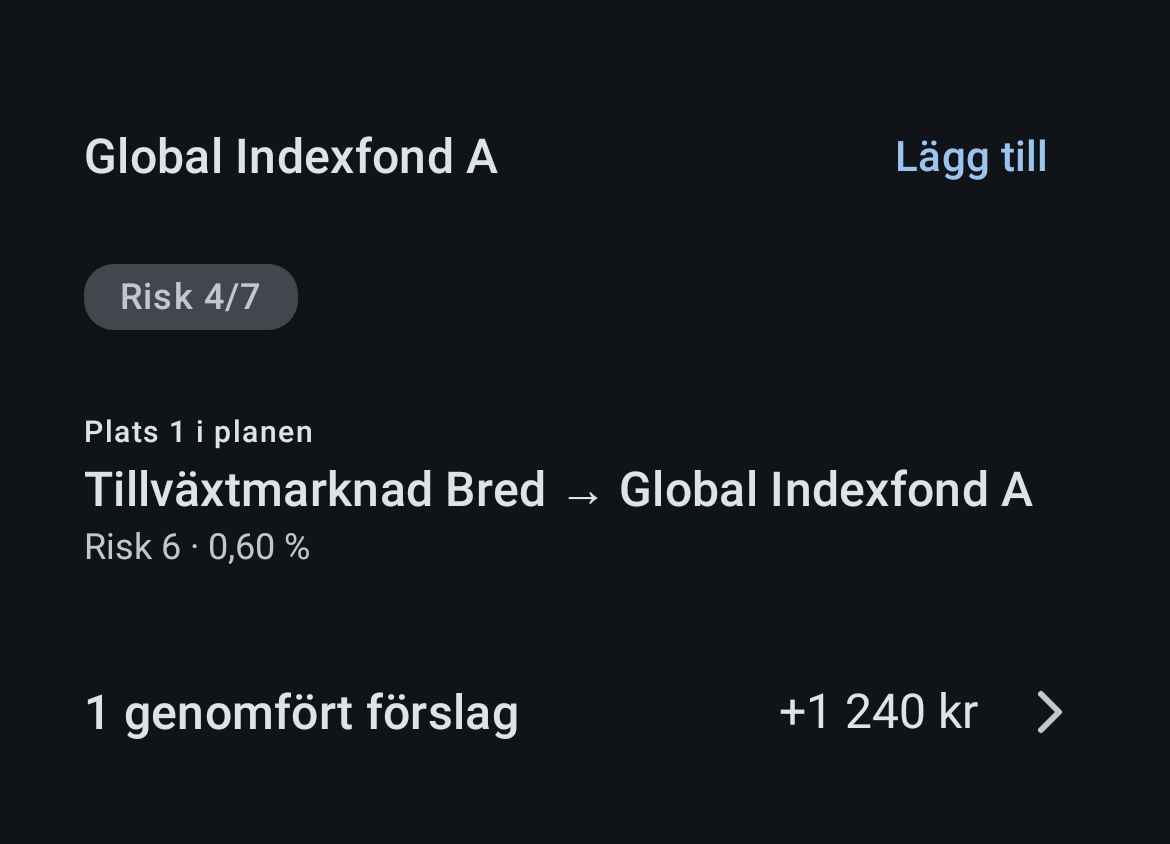 Global Indexfond A
Lägg till
Risk 4/7
Plats 1 i planen
Tillväxtmarknad Bred → Global Indexfond A
Risk 6 · 0,60 %
1 genomfört förslag
+1 240 kr